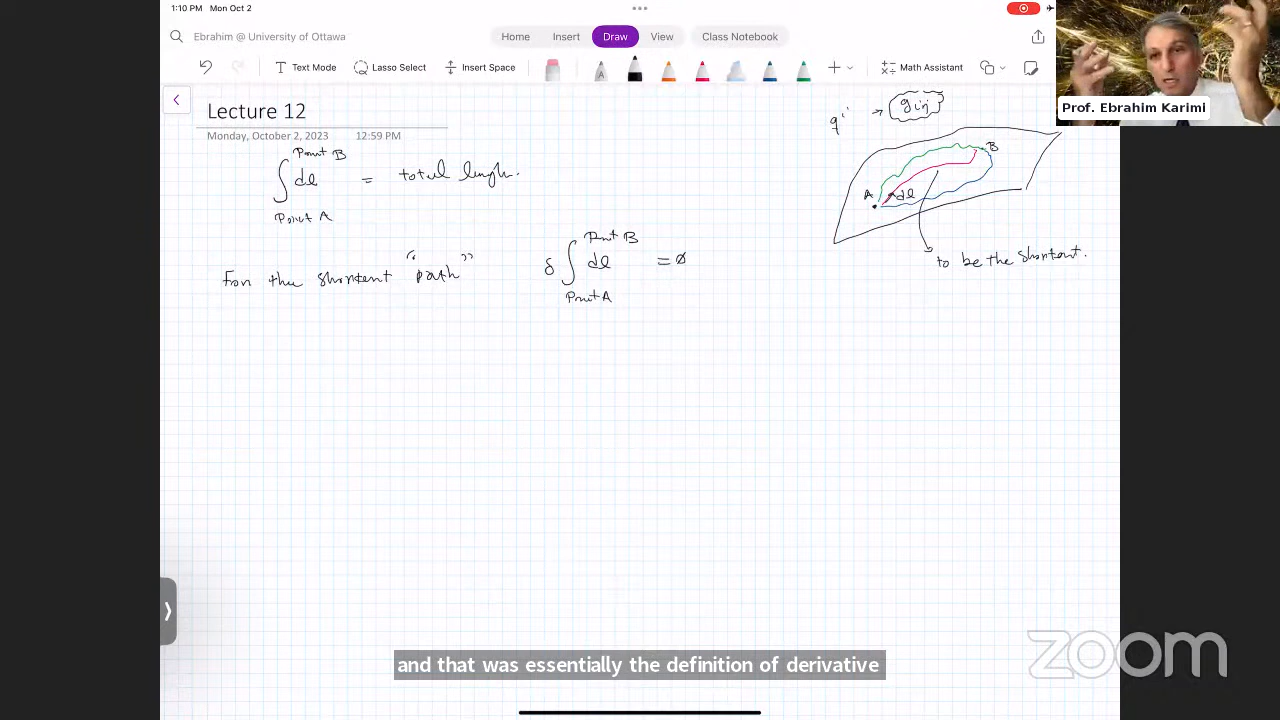 1:10 PM Mon Oct 2
Ebrahim @ University of Ottawa
Home Insert Draw View Class Notebook
Text Mode Lasso Select Insert Space Math Assistant
Prof. Ebrahim Karimi
Lecture 12
Monday, October 2, 2023 12:59 PM
∫ Point A Point B dl = total length.
q^i → g_ij
A dl B
to be the shortest.
For the shortest "path" δ ∫ Point A Point B dl = 0
and that was essentially the definition of derivative
zoom